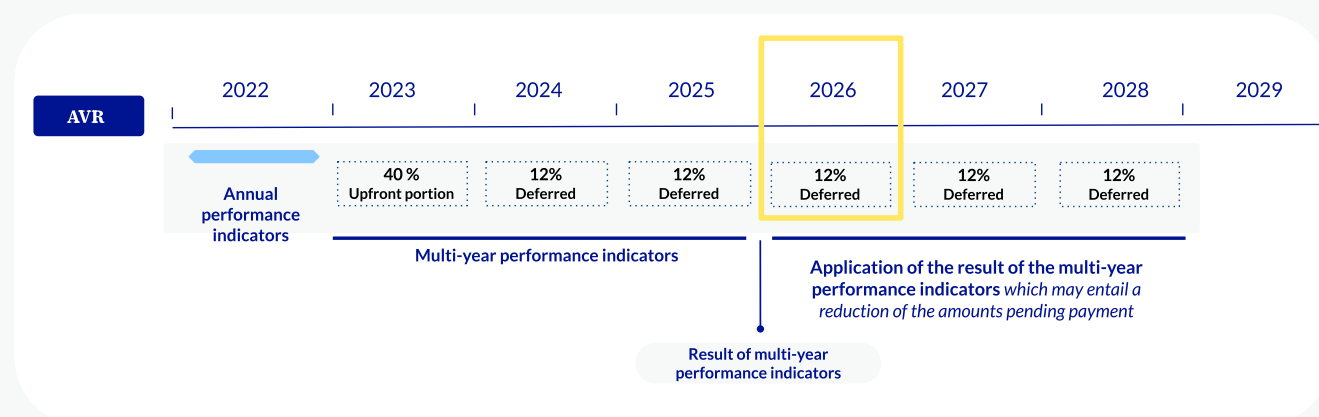 2022 2023 2024 2025 2026 2027 2028 2029
AVR
40 % 12% 12% 12% 12% 12%
Upfront portion Deferred Deferred Deferred Deferred Deferred
Annual
performance
indicators
Multi-year performance indicators
Application of the result of the multi-year
performance indicators which may entail a
reduction of the amounts pending payment
Result of multi-year
performance indicators